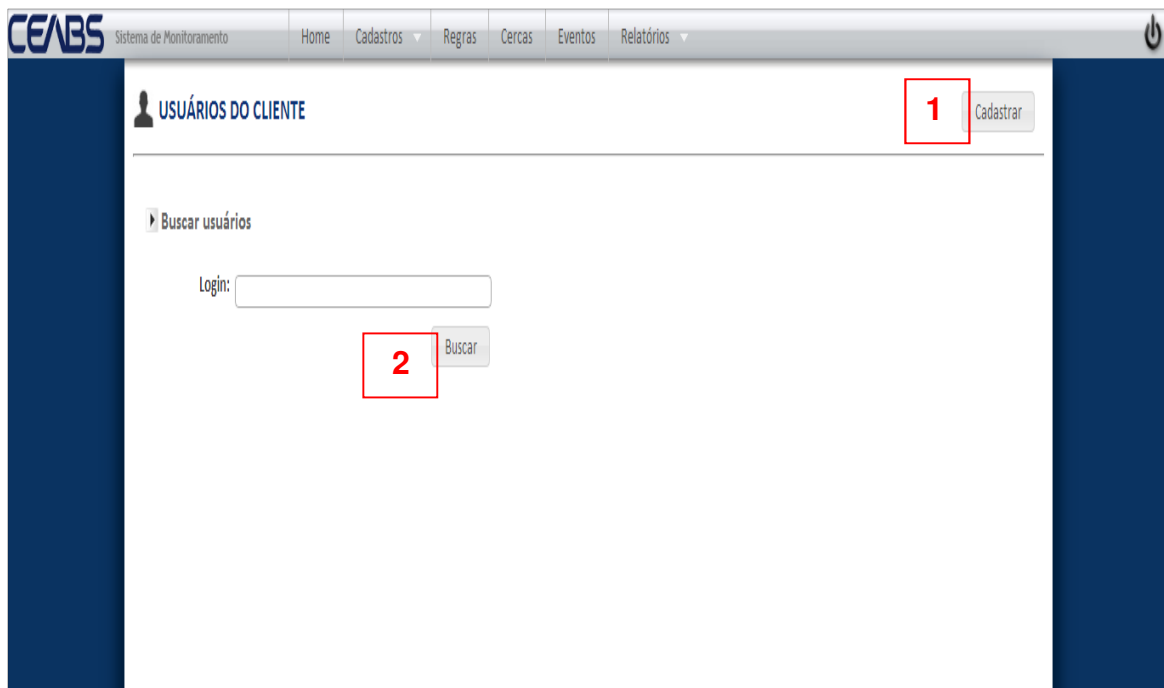 CEABS Sistema de Monitoramento Home Cadastros Regras Cercas Eventos Relatórios
USUÁRIOS DO CLIENTE 1 Cadastrar
Buscar usuários
Login:
2 Buscar